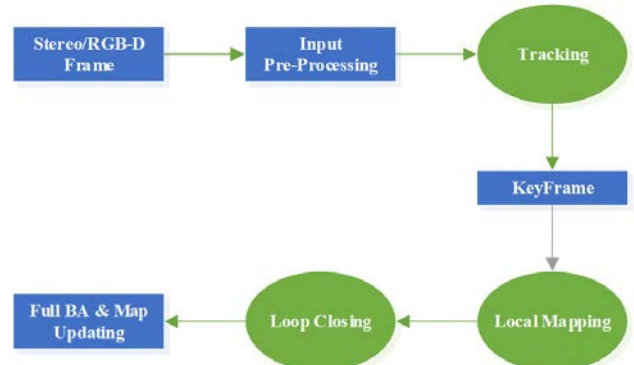 Stereo/RGB-D
Frame
Input
Pre-Processing
Tracking
KeyFrame
Local Mapping
Loop Closing
Full BA & Map
Updating